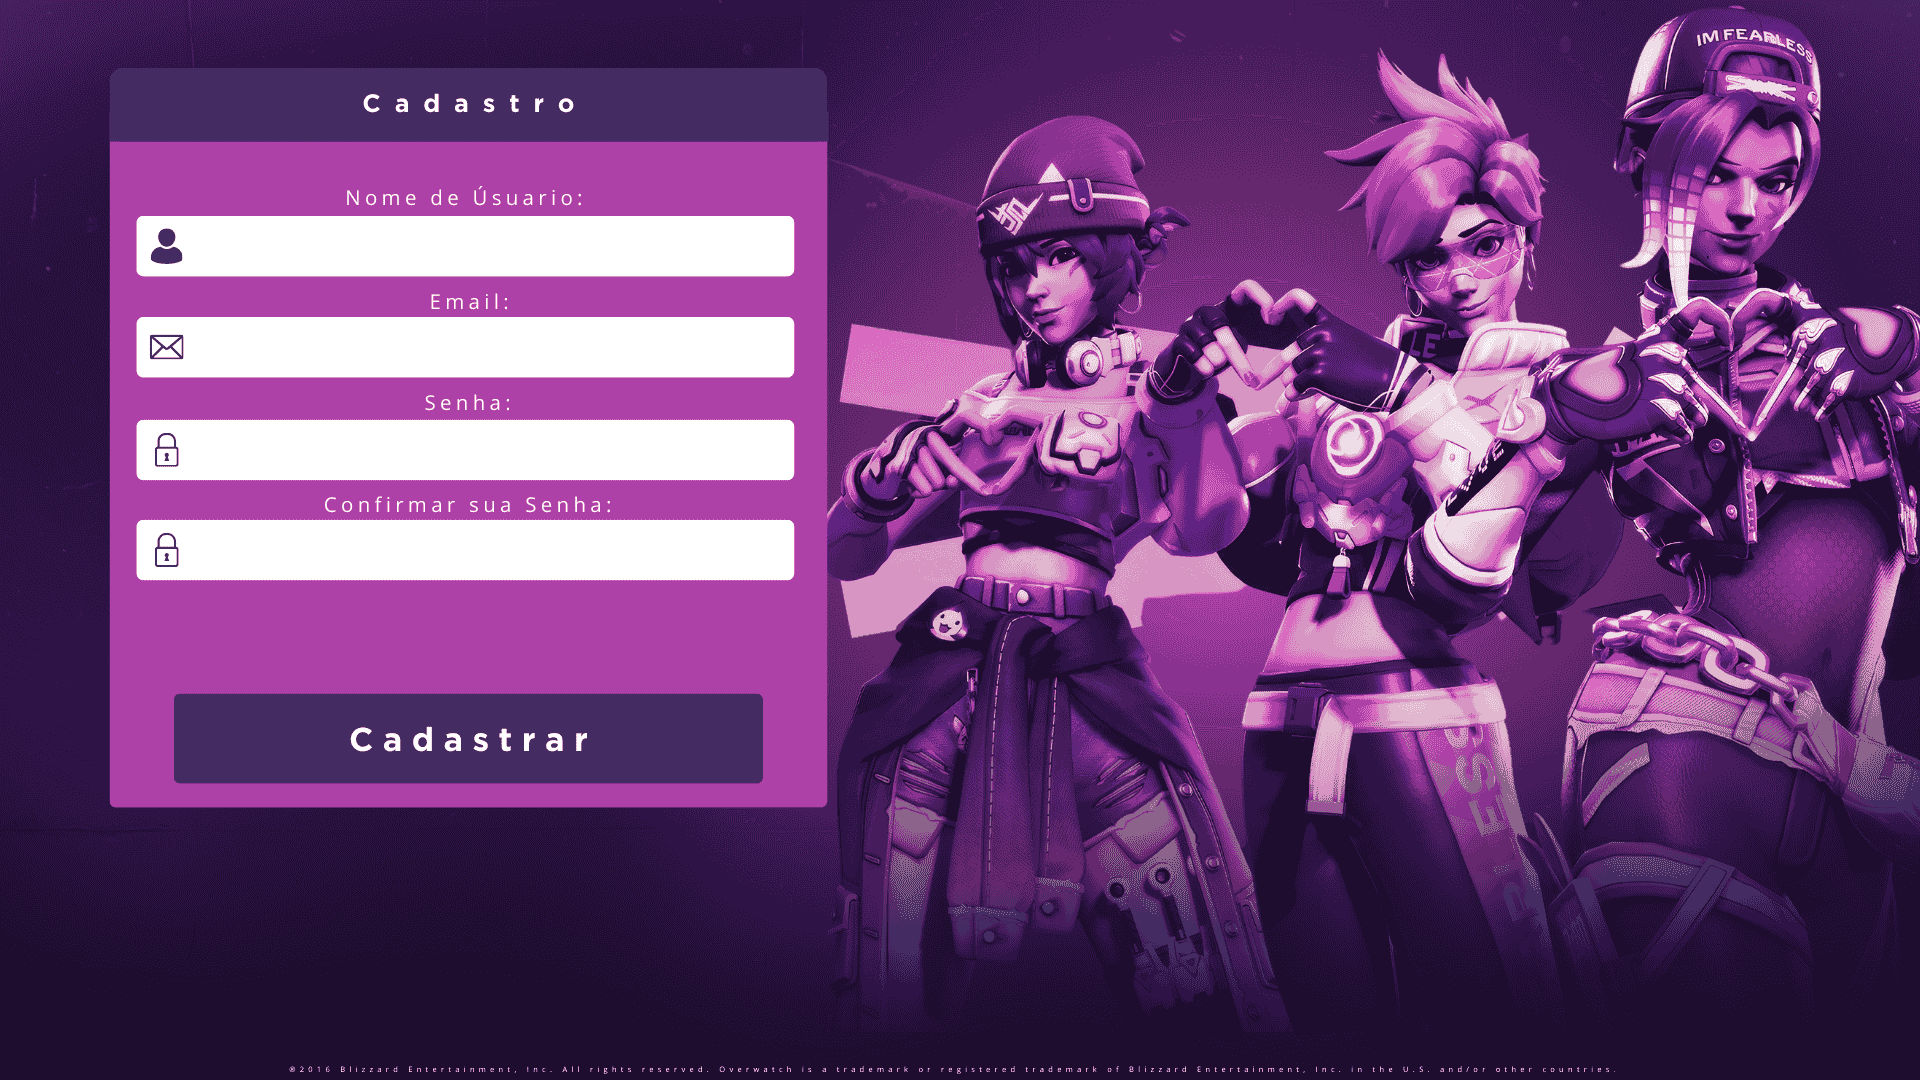 Cadastro
Nome de Úsuario:
Email:
Senha:
Confirmar sua Senha:
Cadastrar
IM FEARLESS
LE
©2016 Blizzard Entertainment, Inc. All rights reserved. Overwatch is a trademark or registered trademark of Blizzard Entertainment, Inc. in the U.S. and/or other countries.